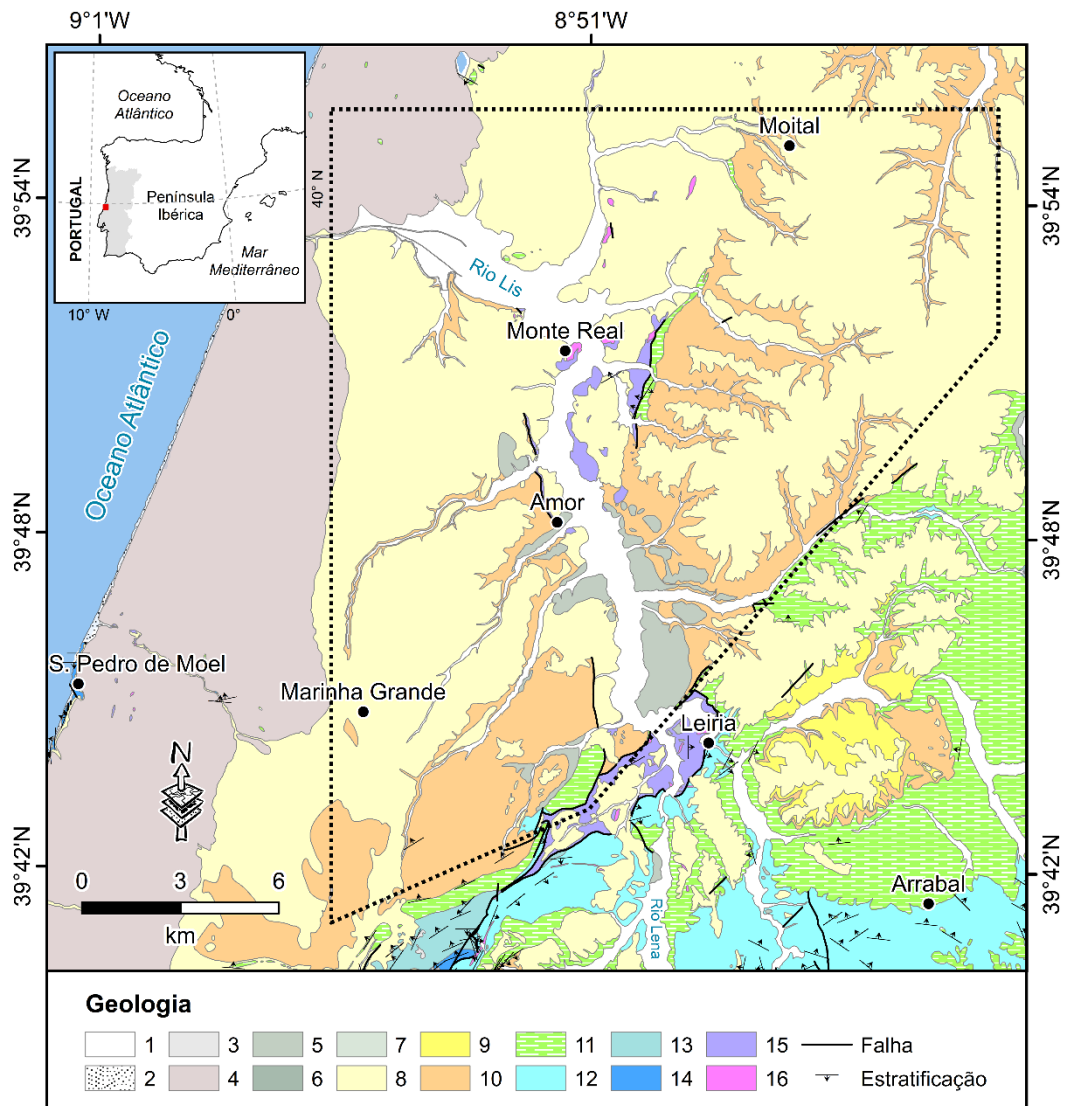 9°1'W
8°51'W
Oceano
Atlântico
PORTUGAL
Península
Ibérica
40° N
Mar
Mediterrâneo
10° W
0°
39°54'N
39°54'N
Moital
Rio Lis
Monte Real
Oceano Atlântico
Amor
39°48'N
39°48'N
S. Pedro de Moel
Marinha Grande
Leiria
N
39°42'N
39°42'N
Arrabal
Rio Lena
0 3 6
km
Geologia
1 3 5 7 9 11 13 15 Falha
2 4 6 8 10 12 14 16 Estratificação